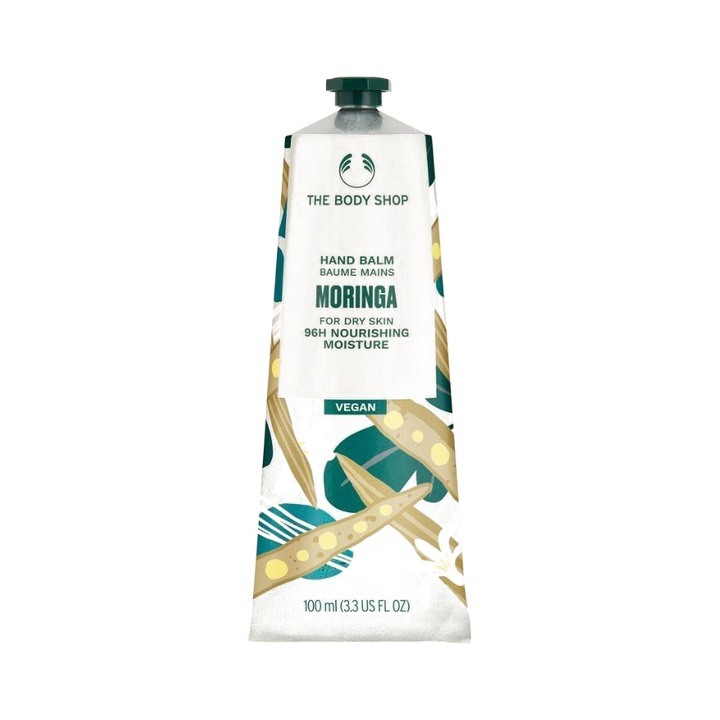 THE BODY SHOP
HAND BALM
BAUME MAINS
MORINGA
FOR DRY SKIN
96H NOURISHING
MOISTURE
VEGAN
100 ml (3.3 US FL OZ)